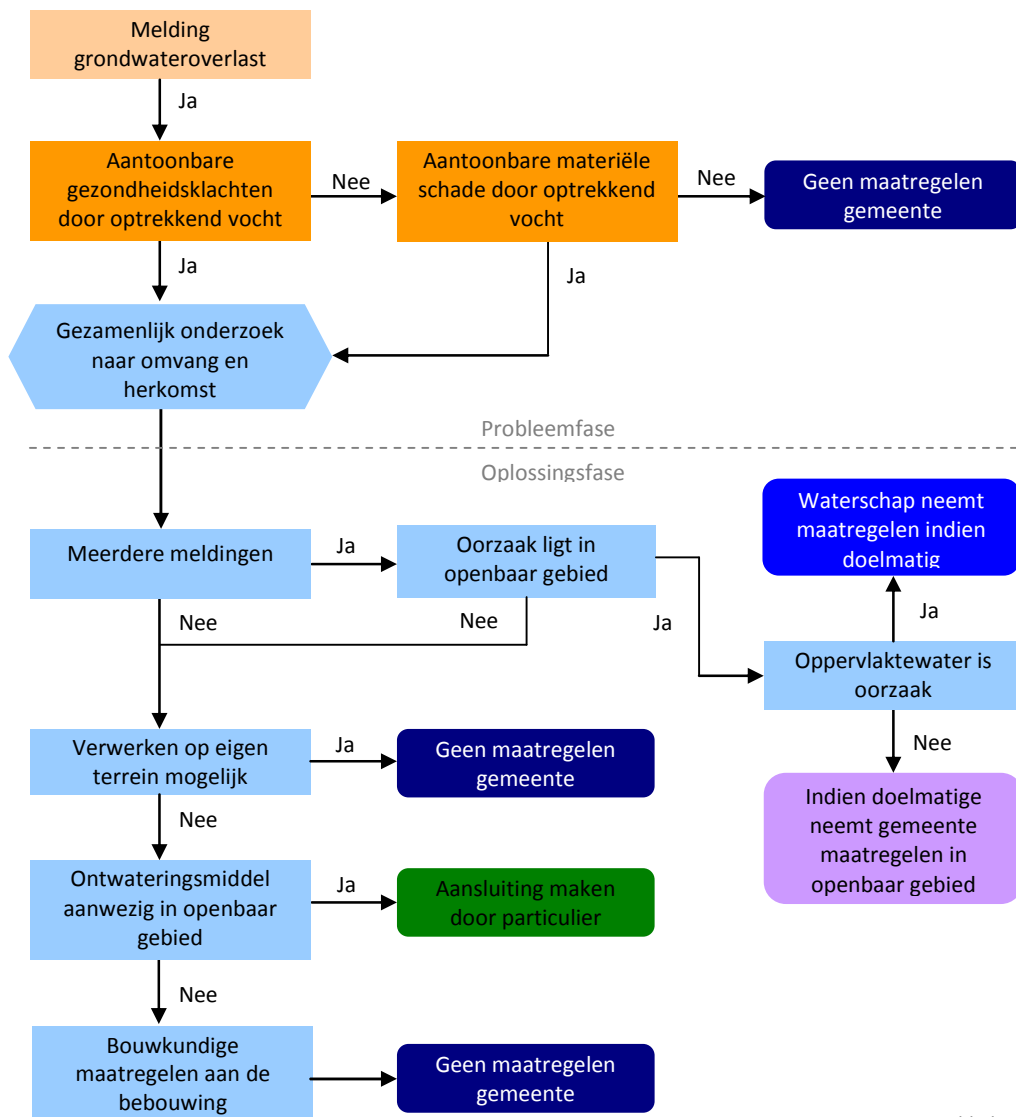 Melding
grondwateroverlast
Ja
Aantoonbare
gezondheidsklachten
door optrekkend vocht
Nee
Aantoonbare materiële
schade door optrekkend
vocht
Nee
Geen maatregelen
gemeente
Ja
Ja
Gezamenlijk onderzoek
naar omvang en
herkomst
Probleemfase
Oplossingsfase
Meerdere meldingen
Ja
Oorzaak ligt in
openbaar gebied
Waterschap neemt
maatregelen indien
doelmatig
Nee
Nee
Ja
Ja
Oppervlaktewater is
oorzaak
Nee
Verwerken op eigen
terrein mogelijk
Ja
Geen maatregelen
gemeente
Indien doelmatige
neemt gemeente
maatregelen in
openbaar gebied
Nee
Ontwateringsmiddel
aanwezig in openbaar
gebied
Ja
Aansluiting maken
door particulier
Nee
Bouwkundige
maatregelen aan de
bebouwing
Geen maatregelen
gemeente